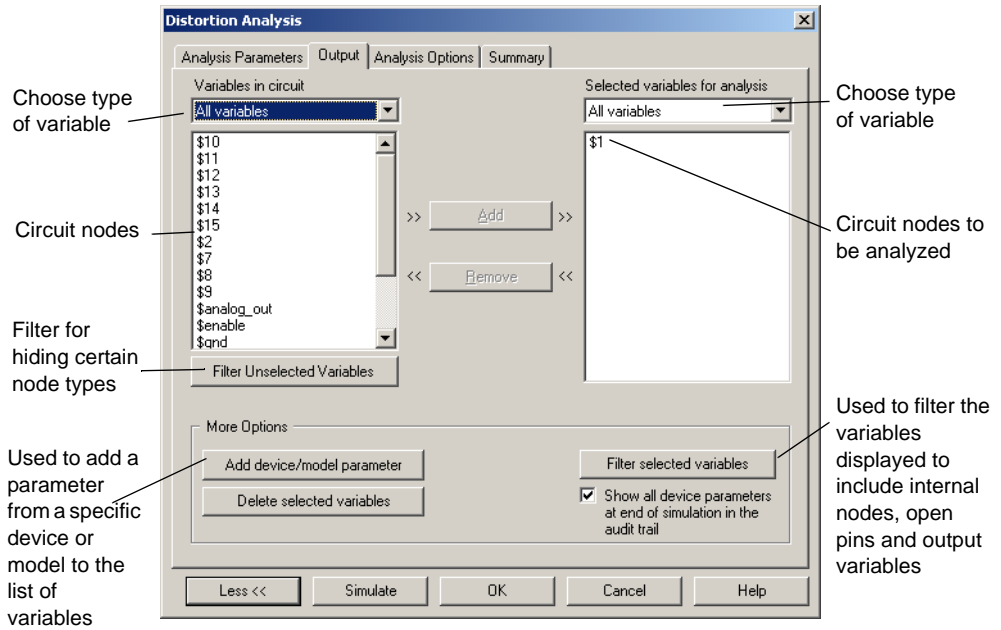 Distortion Analysis
Analysis Parameters Output Analysis Options Summary
Choose type
of variable
Variables in circuit
All variables
$10
$11
$12
$13
$14
$15
$2
$7
$8
$9
$analog_out
$enable
$gnd
Circuit nodes
Filter for
hiding certain
node types
Filter Unselected Variables
>> Add >>
<< Remove <<
Selected variables for analysis
All variables
$1
Choose type
of variable
Circuit nodes to
be analyzed
More Options
Add device/model parameter
Delete selected variables
Used to add a
parameter
from a specific
device or
model to the
list of
variables
Filter selected variables
Show all device parameters
at end of simulation in the
audit trail
Used to filter the
variables
displayed to
include internal
nodes, open
pins and output
variables
Less << Simulate OK Cancel Help